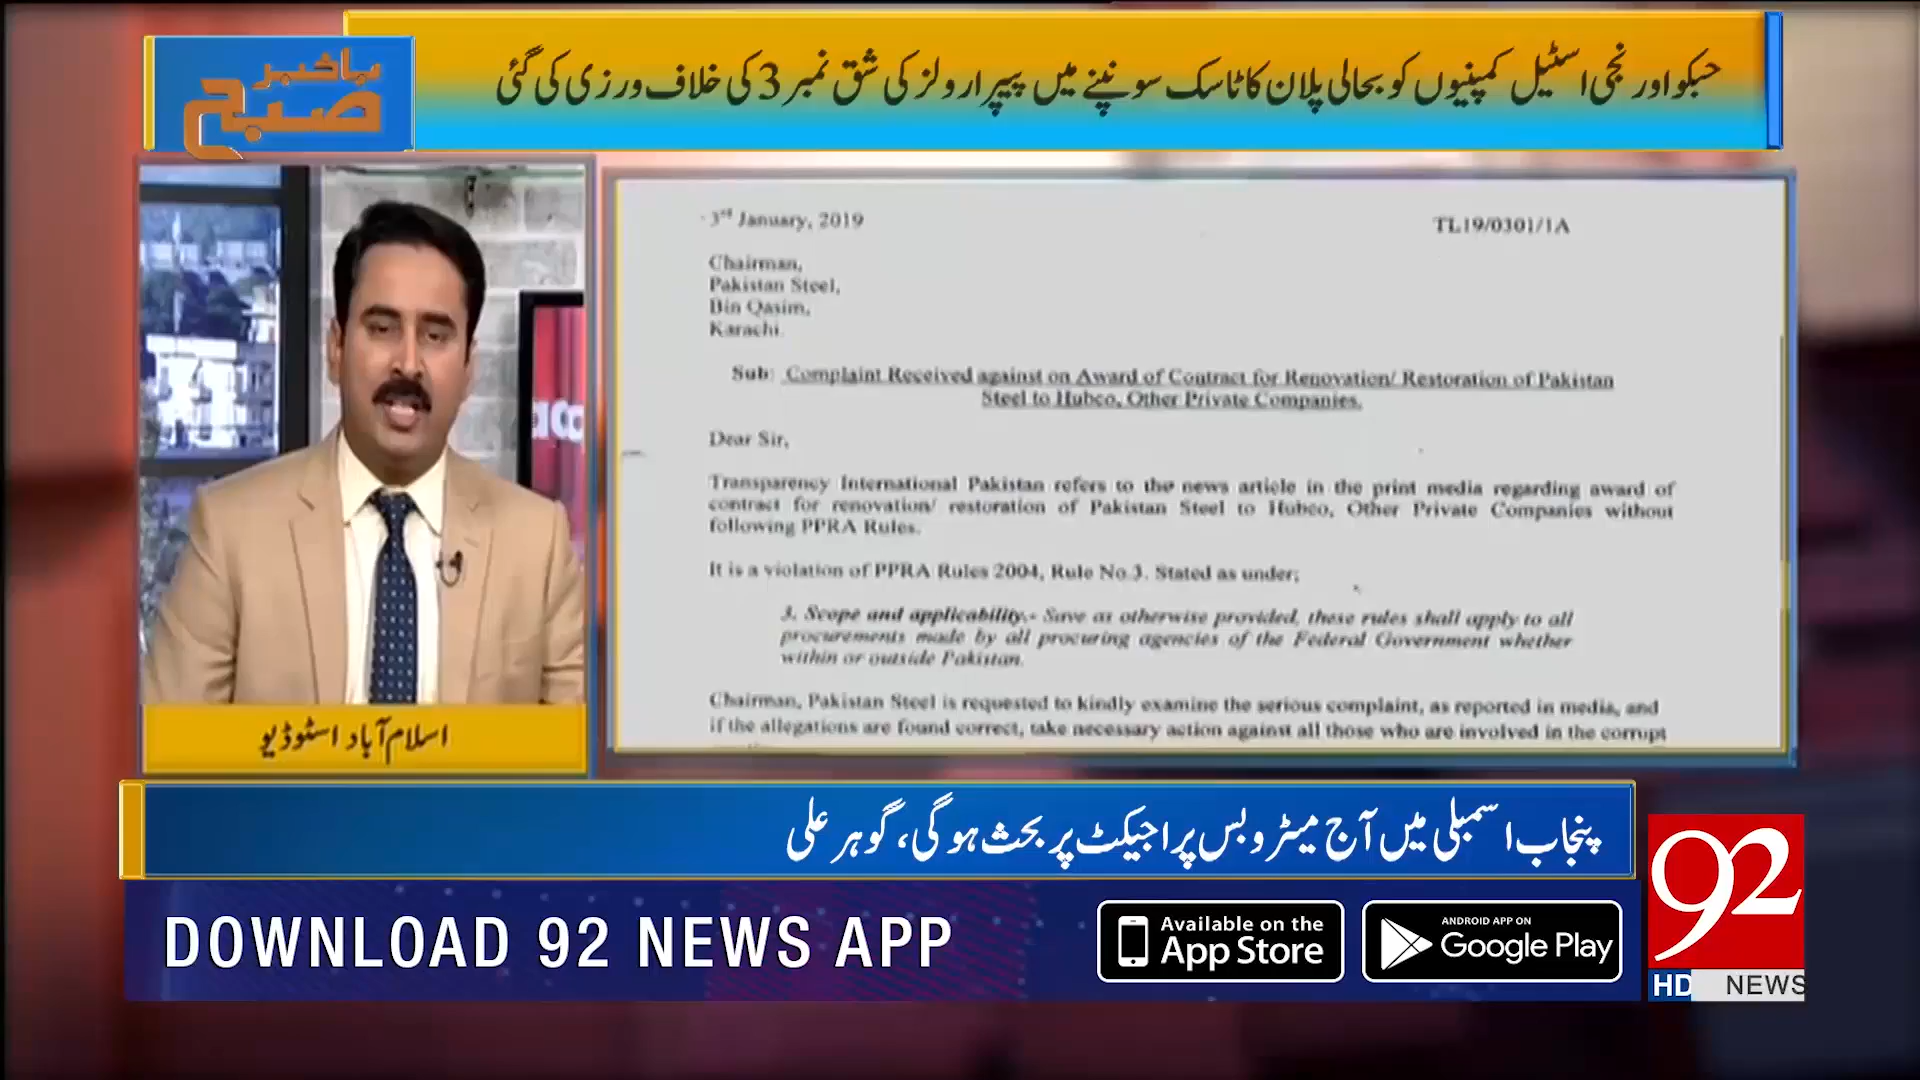 باخبر
صبح
حبکو اور نجی اسٹیل کمپنیوں کو بحالی پلان کا ٹاسک سونپنے میں پیپرا رولز کی شق نمبر 3 کی خلاف ورزی کی گئی
3rd January, 2019
TL19/0301/1A
Chairman,
Pakistan Steel,
Bin Qasim,
Karachi.
Sub: Complaint Received against on Award of Contract for Renovation/ Restoration of Pakistan
Steel to Hubco, Other Private Companies.
Dear Sir,
Transparency International Pakistan refers to the news article in the print media regarding award of
contract for renovation/ restoration of Pakistan Steel to Hubco, Other Private Companies without
following PPRA Rules.
It is a violation of PPRA Rules 2004, Rule No.3. Stated as under;
3. Scope and applicability.- Save as otherwise provided, these rules shall apply to all
procurements made by all procuring agencies of the Federal Government whether
within or outside Pakistan.
Chairman, Pakistan Steel is requested to kindly examine the serious complaint, as reported in media, and
if the allegations are found correct, take necessary action against all those who are involved in the corrupt
اسلام آباد اسٹوڈیو
پنجاب اسمبلی میں آج میٹرو بس پراجیکٹ پر بحث ہوگی، گوہر علی
DOWNLOAD 92 NEWS APP
Available on the
App Store
ANDROID APP ON
Google Play
92
HD NEWS